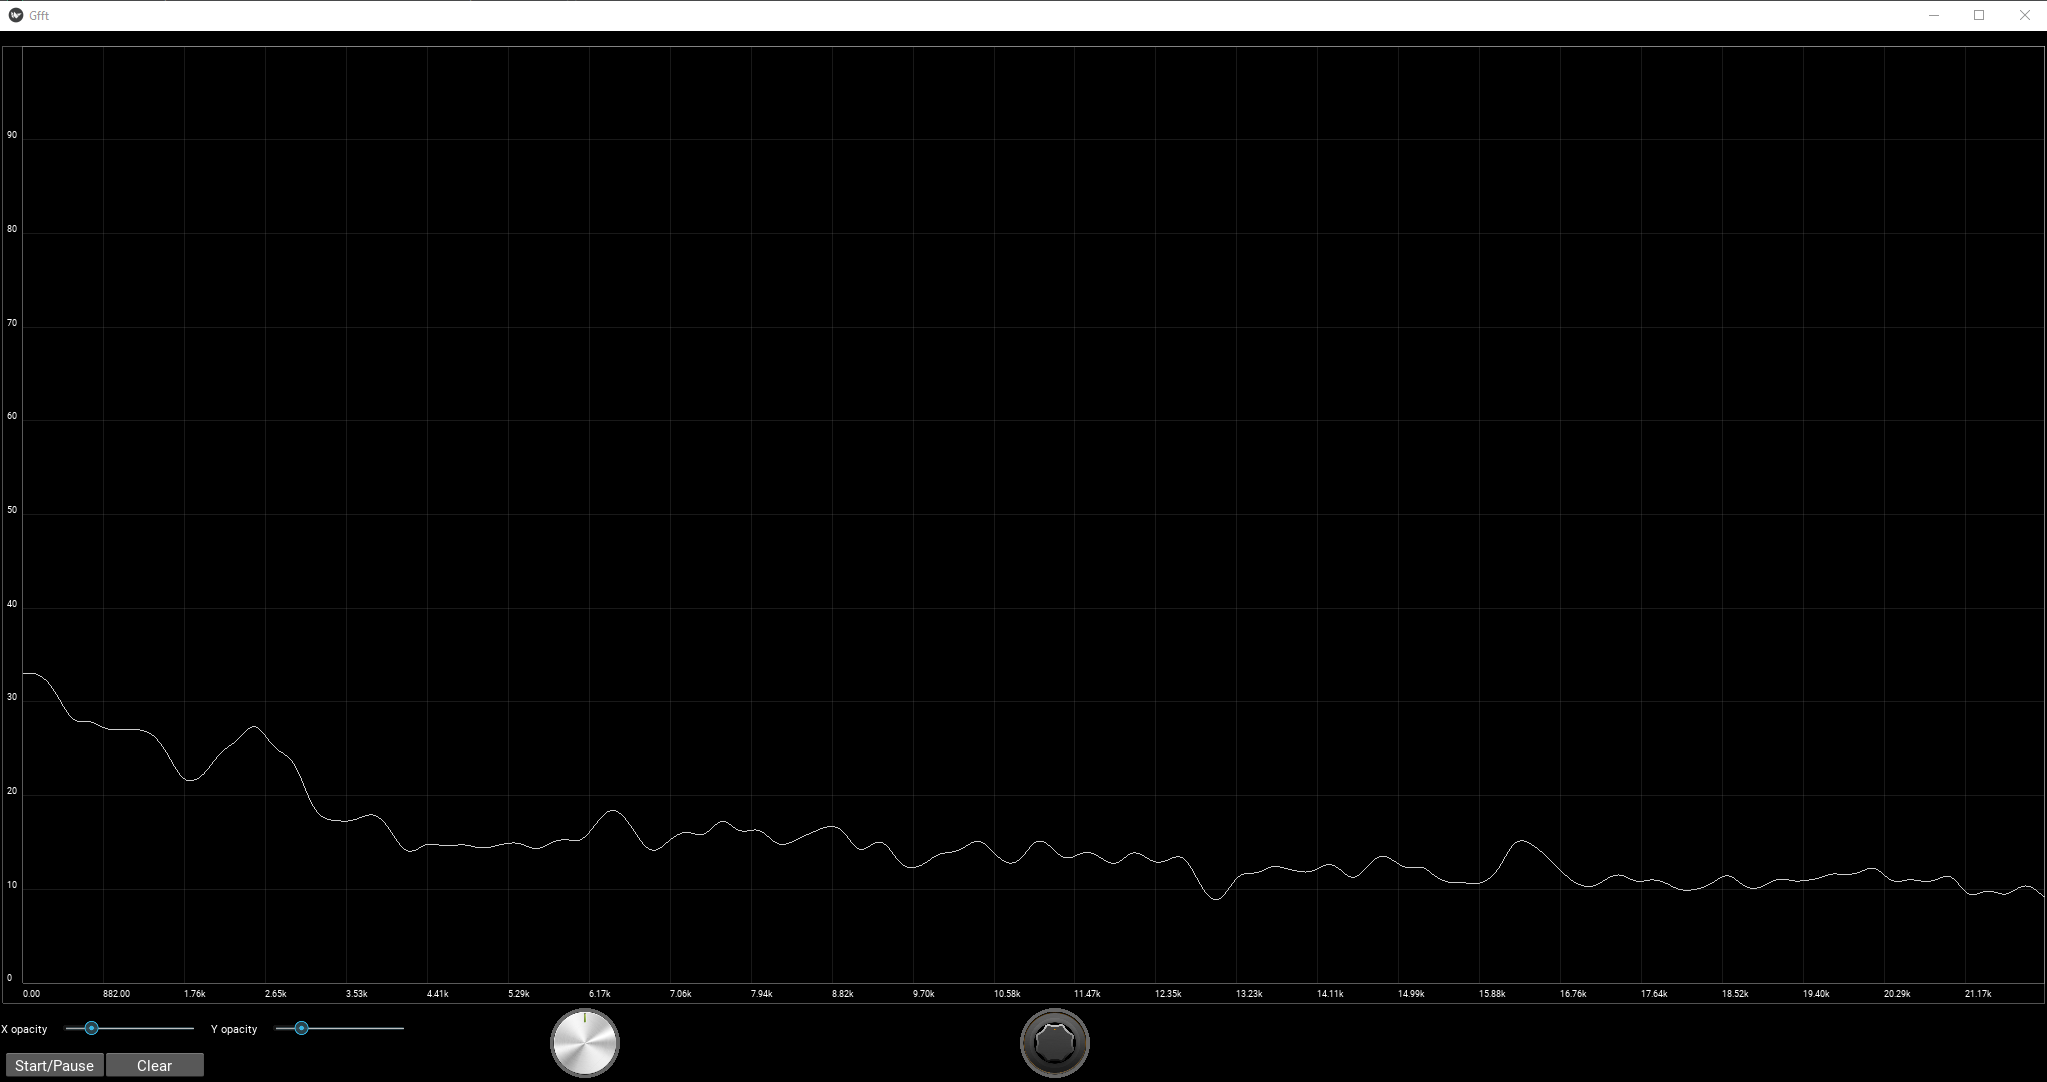 Gfft
90
80
70
60
50
40
30
20
10
0
0.00 882.00 1.76k 2.65k 3.53k 4.41k 5.29k 6.17k 7.06k 7.94k 8.82k 9.70k 10.58k 11.47k 12.35k 13.23k 14.11k 14.99k 15.88k 16.76k 17.64k 18.52k 19.40k 20.29k 21.17k
X opacity Y opacity
Start/Pause Clear